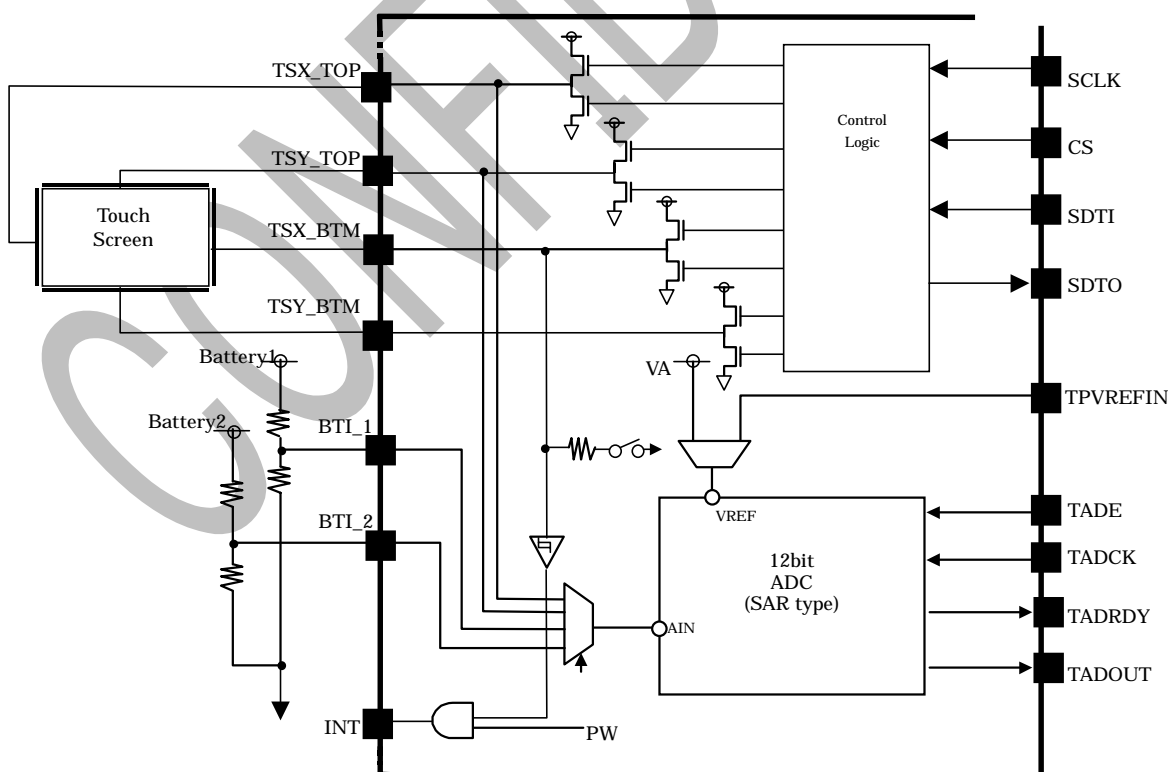 CONFID
TSX_TOP
TSY_TOP
TSX_BTM
TSY_BTM
Touch
Screen
Control
Logic
SCLK
CS
SDTI
SDTO
Battery1
Battery2
VA
TPVREFIN
BTI_1
BTI_2
VREF
12bit
ADC
(SAR type)
AIN
TADE
TADCK
TADRDY
TADOUT
INT
PW